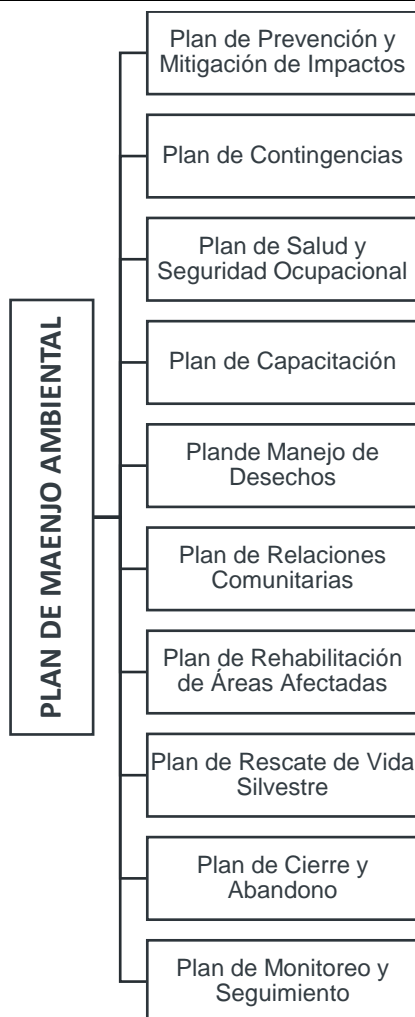 PLAN DE MAENJO AMBIENTAL
Plan de Prevención y
Mitigación de Impactos
Plan de Contingencias
Plan de Salud y
Seguridad Ocupacional
Plan de Capacitación
Plande Manejo de
Desechos
Plan de Relaciones
Comunitarias
Plan de Rehabilitación
de Áreas Afectadas
Plan de Rescate de Vida
Silvestre
Plan de Cierre y
Abandono
Plan de Monitoreo y
Seguimiento